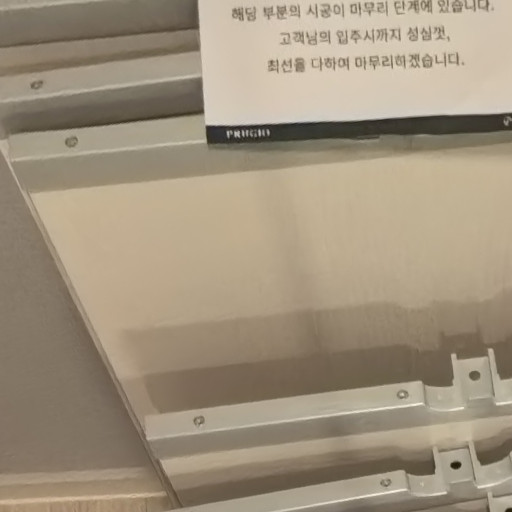 해당 부분의 시공이 마무리 단계에 있습니다.
고객님의 입주시까지 성심껏,
최선을 다하여 마무리하겠습니다.
PRUGIO